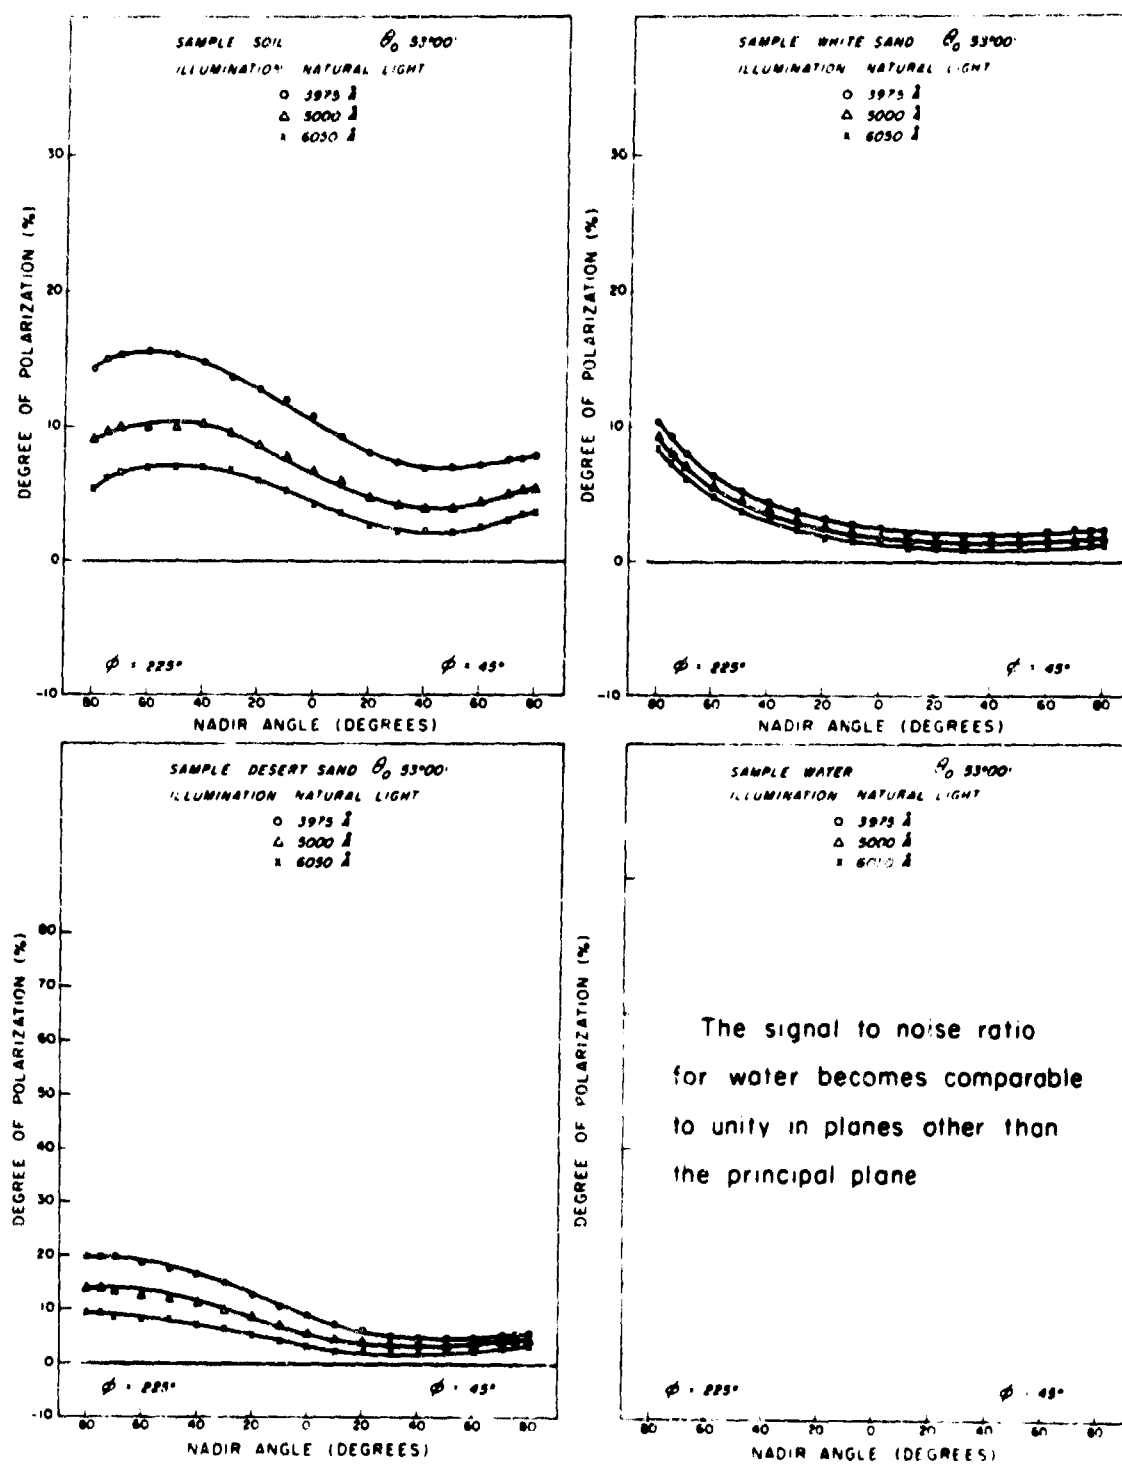 SAMPLE SOIL θ₀ 53°00'
ILLUMINATION NATURAL LIGHT
o 3975 Å
Δ 5000 Å
x 6050 Å
DEGREE OF POLARIZATION (%)
30
20
10
0
-10
φ = 225° φ = 45°
80 60 40 20 0 20 40 60 80
NADIR ANGLE (DEGREES)
SAMPLE WHITE SAND θ₀ 53°00'
ILLUMINATION NATURAL LIGHT
o 3975 Å
Δ 5000 Å
x 6050 Å
DEGREE OF POLARIZATION (%)
30
20
10
0
-10
φ = 225° φ = 45°
80 60 40 20 0 20 40 60 80
NADIR ANGLE (DEGREES)
SAMPLE DESERT SAND θ₀ 53°00'
ILLUMINATION NATURAL LIGHT
o 3975 Å
Δ 5000 Å
x 6050 Å
DEGREE OF POLARIZATION (%)
80
70
60
50
40
30
20
10
0
-10
φ = 225° φ = 45°
80 60 40 20 0 20 40 60 80
NADIR ANGLE (DEGREES)
SAMPLE WATER θ₀ 53°00'
ILLUMINATION NATURAL LIGHT
o 3975 Å
Δ 5000 Å
x 6050 Å
DEGREE OF POLARIZATION (%)
The signal to noise ratio
for water becomes comparable
to unity in planes other than
the principal plane
φ = 225° φ = 45°
80 60 40 20 0 20 40 60 80
NADIR ANGLE (DEGREES)